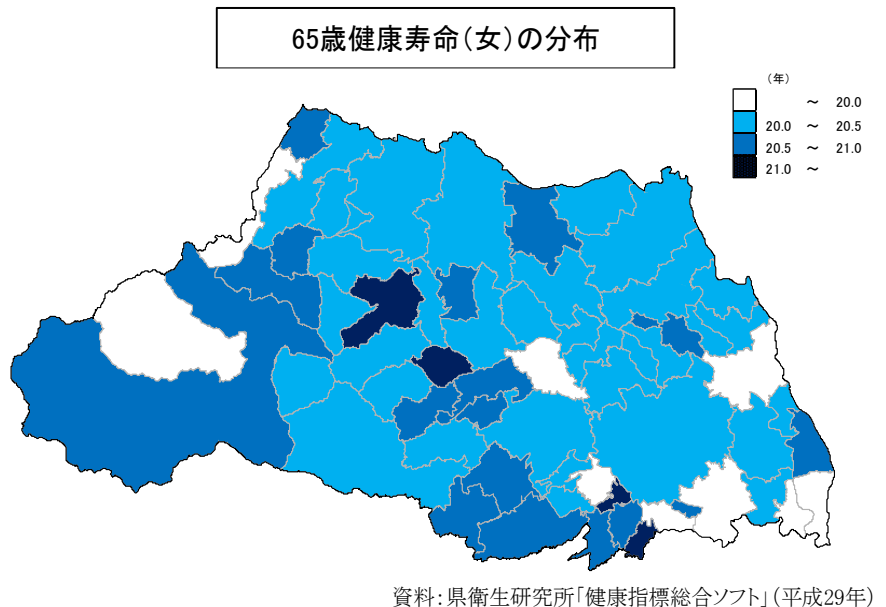 65歳健康寿命（女）の分布
（年）
～ 20.0
20.0 ～ 20.5
20.5 ～ 21.0
21.0 ～
資料：県衛生研究所「健康指標総合ソフト」（平成29年）